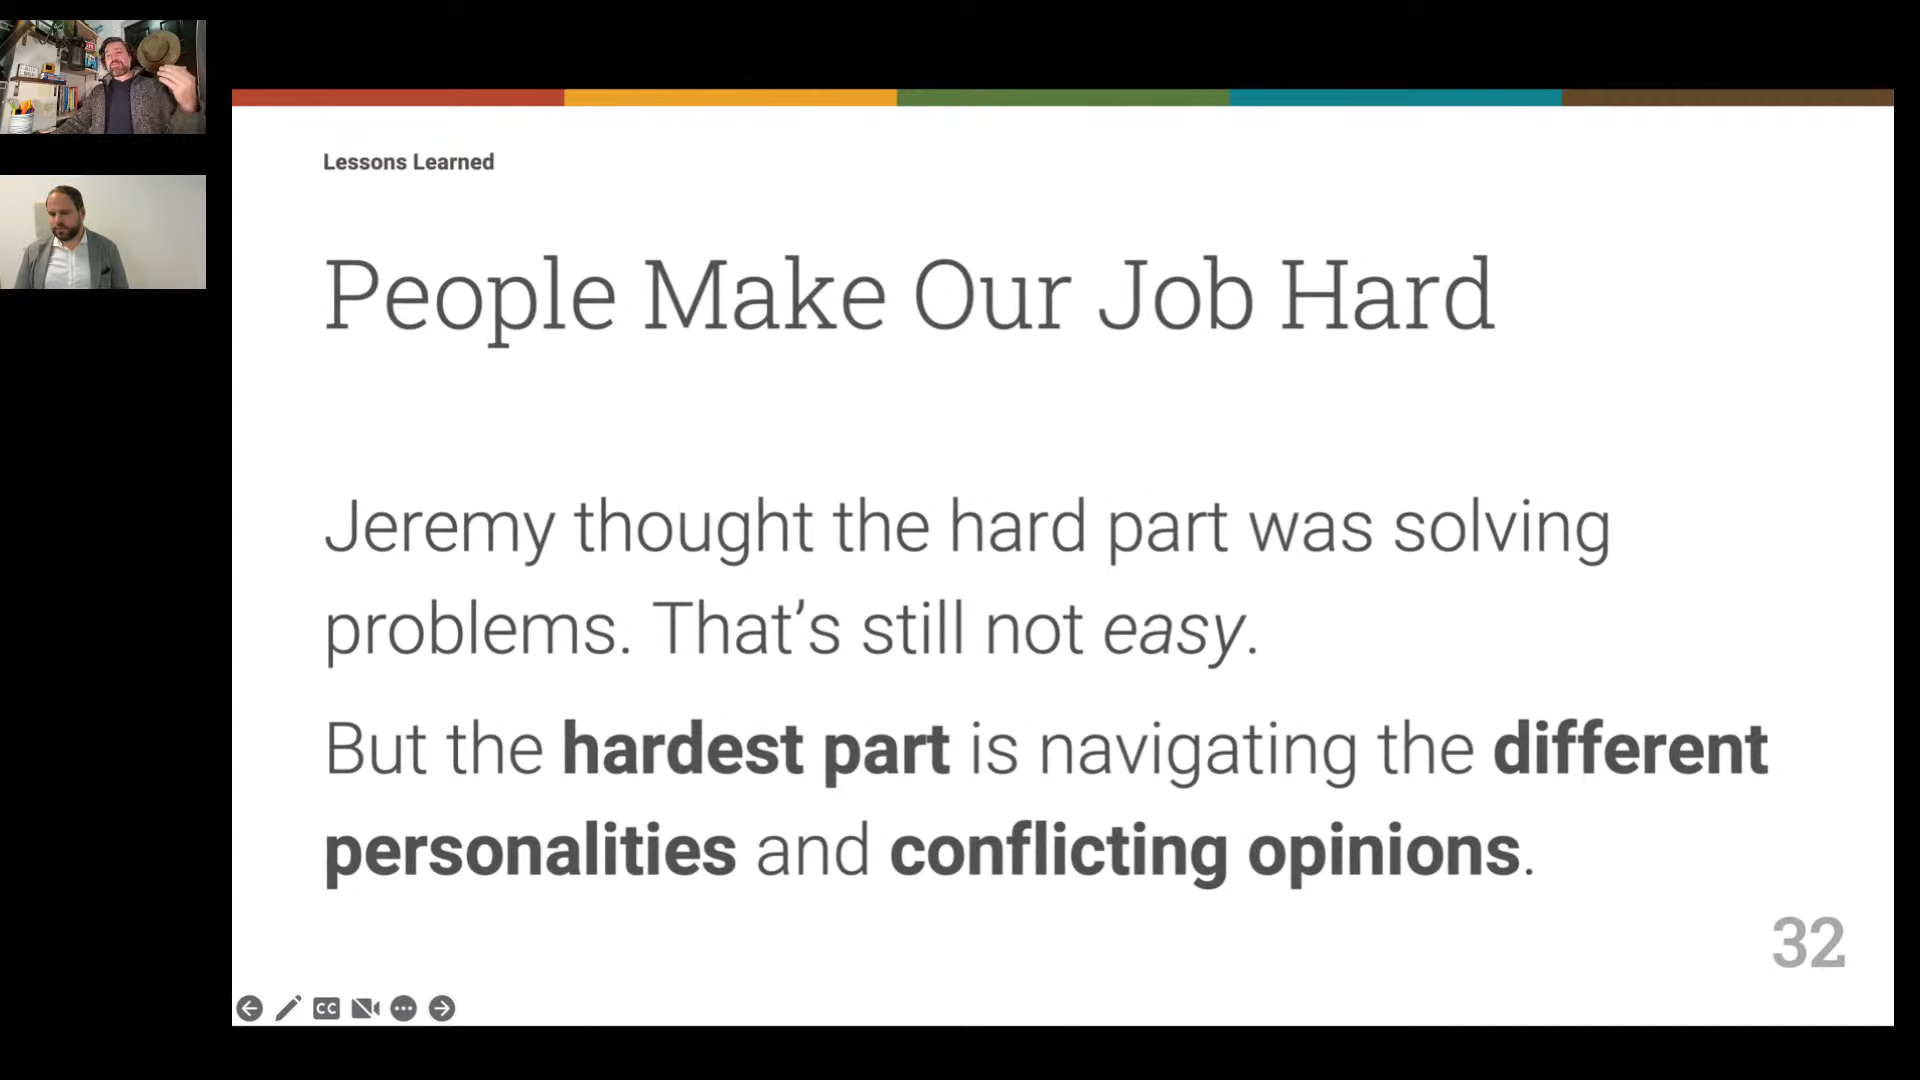 Lessons Learned
People Make Our Job Hard
Jeremy thought the hard part was solving
problems. That’s still not easy.
But the hardest part is navigating the different
personalities and conflicting opinions.
32
CC